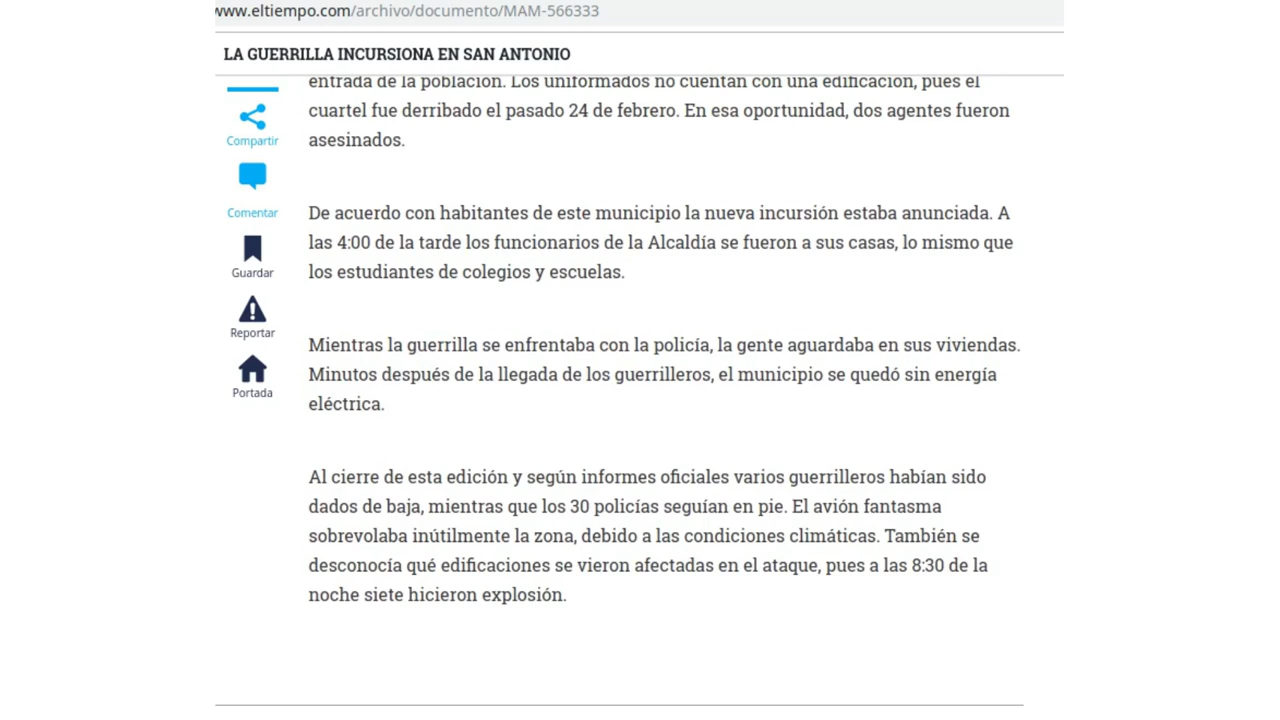 www.eltiempo.com/archivo/documento/MAM-566333
LA GUERRILLA INCURSIONA EN SAN ANTONIO
entrada de la población. Los uniformados no cuentan con una edificación, pues el
cuartel fue derribado el pasado 24 de febrero. En esa oportunidad, dos agentes fueron
asesinados.
Compartir
Comentar
Guardar
Reportar
Portada
De acuerdo con habitantes de este municipio la nueva incursión estaba anunciada. A
las 4:00 de la tarde los funcionarios de la Alcaldía se fueron a sus casas, lo mismo que
los estudiantes de colegios y escuelas.
Mientras la guerrilla se enfrentaba con la policía, la gente aguardaba en sus viviendas.
Minutos después de la llegada de los guerrilleros, el municipio se quedó sin energía
eléctrica.
Al cierre de esta edición y según informes oficiales varios guerrilleros habían sido
dados de baja, mientras que los 30 policías seguían en pie. El avión fantasma
sobrevolaba inútilmente la zona, debido a las condiciones climáticas. También se
desconocía qué edificaciones se vieron afectadas en el ataque, pues a las 8:30 de la
noche siete hicieron explosión.